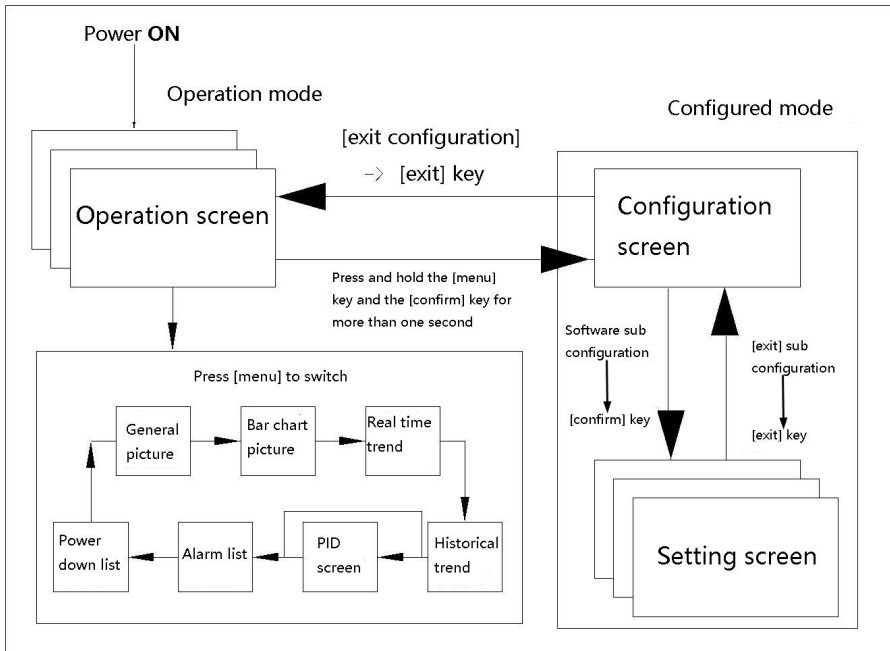 Power ON
Operation mode
Configured mode
[exit configuration]
-> [exit] key
Operation screen
Configuration
screen
Press and hold the [menu]
key and the [confirm] key for
more than one second
Software sub
configuration
[confirm] key
[exit] sub
configuration
[exit] key
Press [menu] to switch
General
picture
Bar chart
picture
Real time
trend
Power
down list
Alarm list
PID
screen
Historical
trend
Setting screen